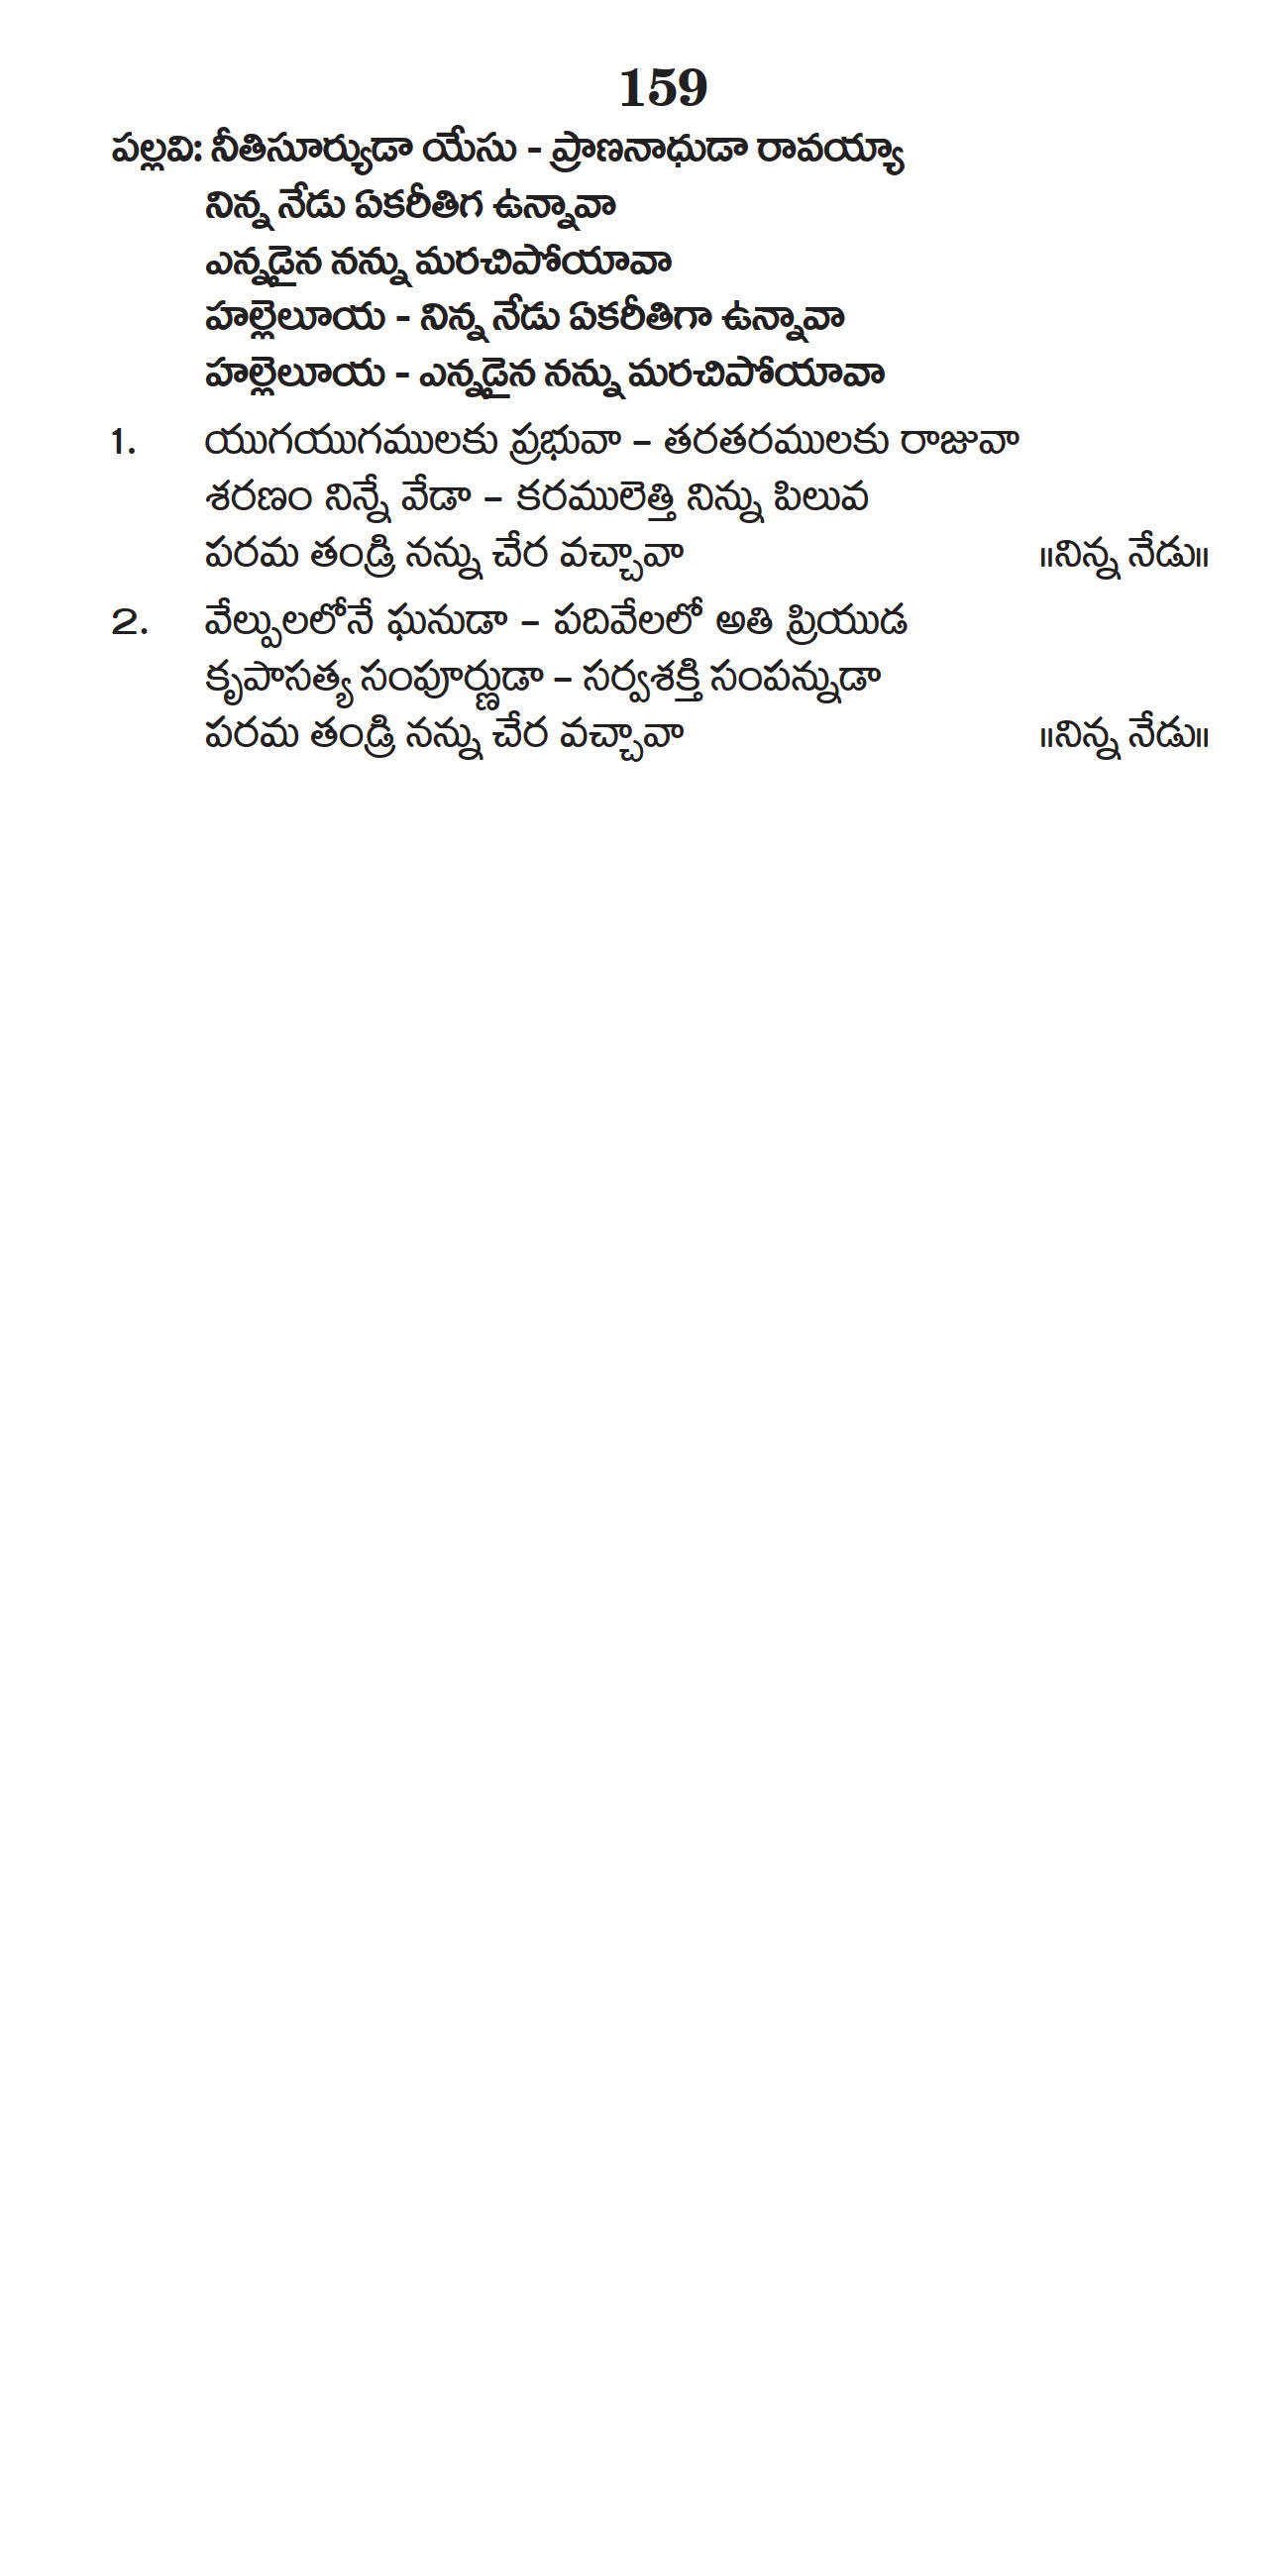 159
పల్లవి: నీతిసూర్యుడా యేసు - ప్రాణనాధుడా రావయ్యా
నిన్న నేడు ఏకరీతిగ ఉన్నావా
ఎన్నడైన నన్ను మరచిపోయావా
హల్లెలూయ - నిన్న నేడు ఏకరీతిగా ఉన్నావా
హల్లెలూయ - ఎన్నడైన నన్ను మరచిపోయావా
1. యుగయుగములకు ప్రభువా – తరతరములకు రాజువా
శరణం నిన్నే వేడా – కరములెత్తి నిన్ను పిలువ
పరమ తండ్రి నన్ను చేర వచ్చావా ॥నిన్న నేడు॥
2. వేల్పులలోనే ఘనుడా – పదివేలలో అతి ప్రియుడ
కృపాసత్య సంపూర్ణుడా – సర్వశక్తి సంపన్నుడా
పరమ తండ్రి నన్ను చేర వచ్చావా ॥నిన్న నేడు॥